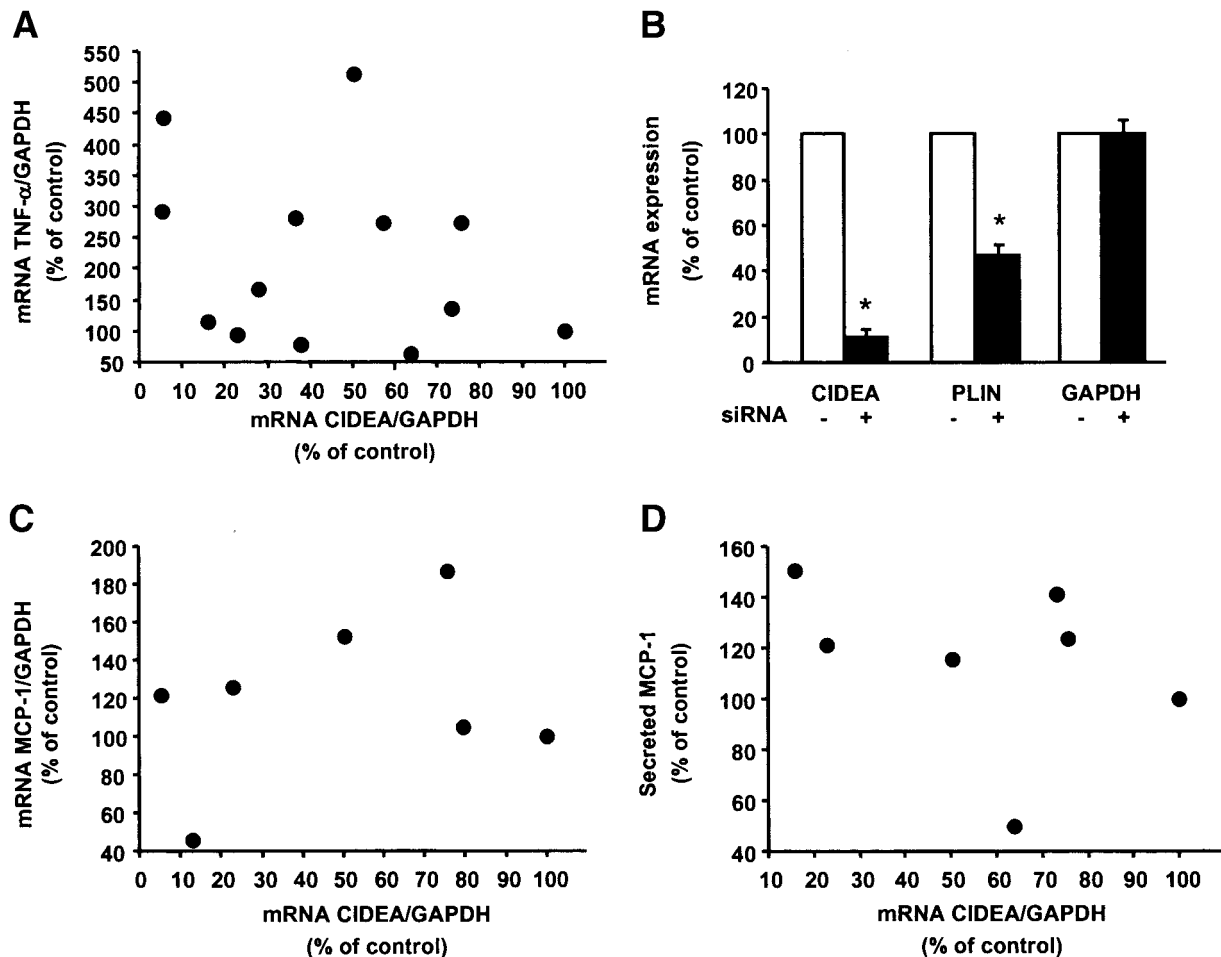 A
550
500
450
400
350
300
250
200
150
100
50
0 10 20 30 40 50 60 70 80 90 100
mRNA TNF-α/GAPDH
(% of control)
mRNA CIDEA/GAPDH
(% of control)
B
120
100
80
60
40
20
0
mRNA expression
(% of control)
*
*
CIDEA PLIN GAPDH
siRNA - + - + - +
C
200
180
160
140
120
100
80
60
40
0 10 20 30 40 50 60 70 80 90 100
mRNA MCP-1/GAPDH
(% of control)
mRNA CIDEA/GAPDH
(% of control)
D
160
140
120
100
80
60
40
10 20 30 40 50 60 70 80 90 100
Secreted MCP-1
(% of control)
mRNA CIDEA/GAPDH
(% of control)